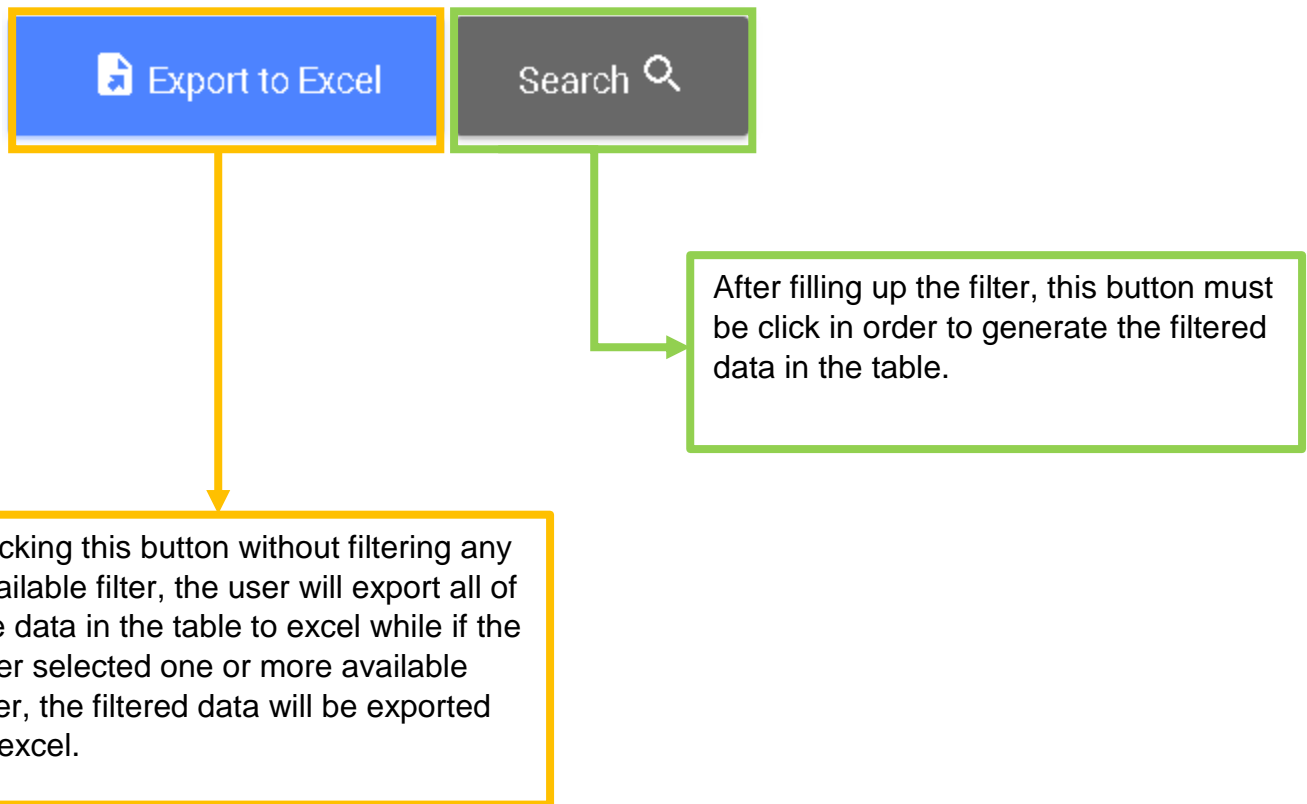 Export to Excel
Search
After filling up the filter, this button must
be click in order to generate the filtered
data in the table.
cking this button without filtering any
ailable filter, the user will export all of
e data in the table to excel while if the
er selected one or more available
er, the filtered data will be exported
excel.